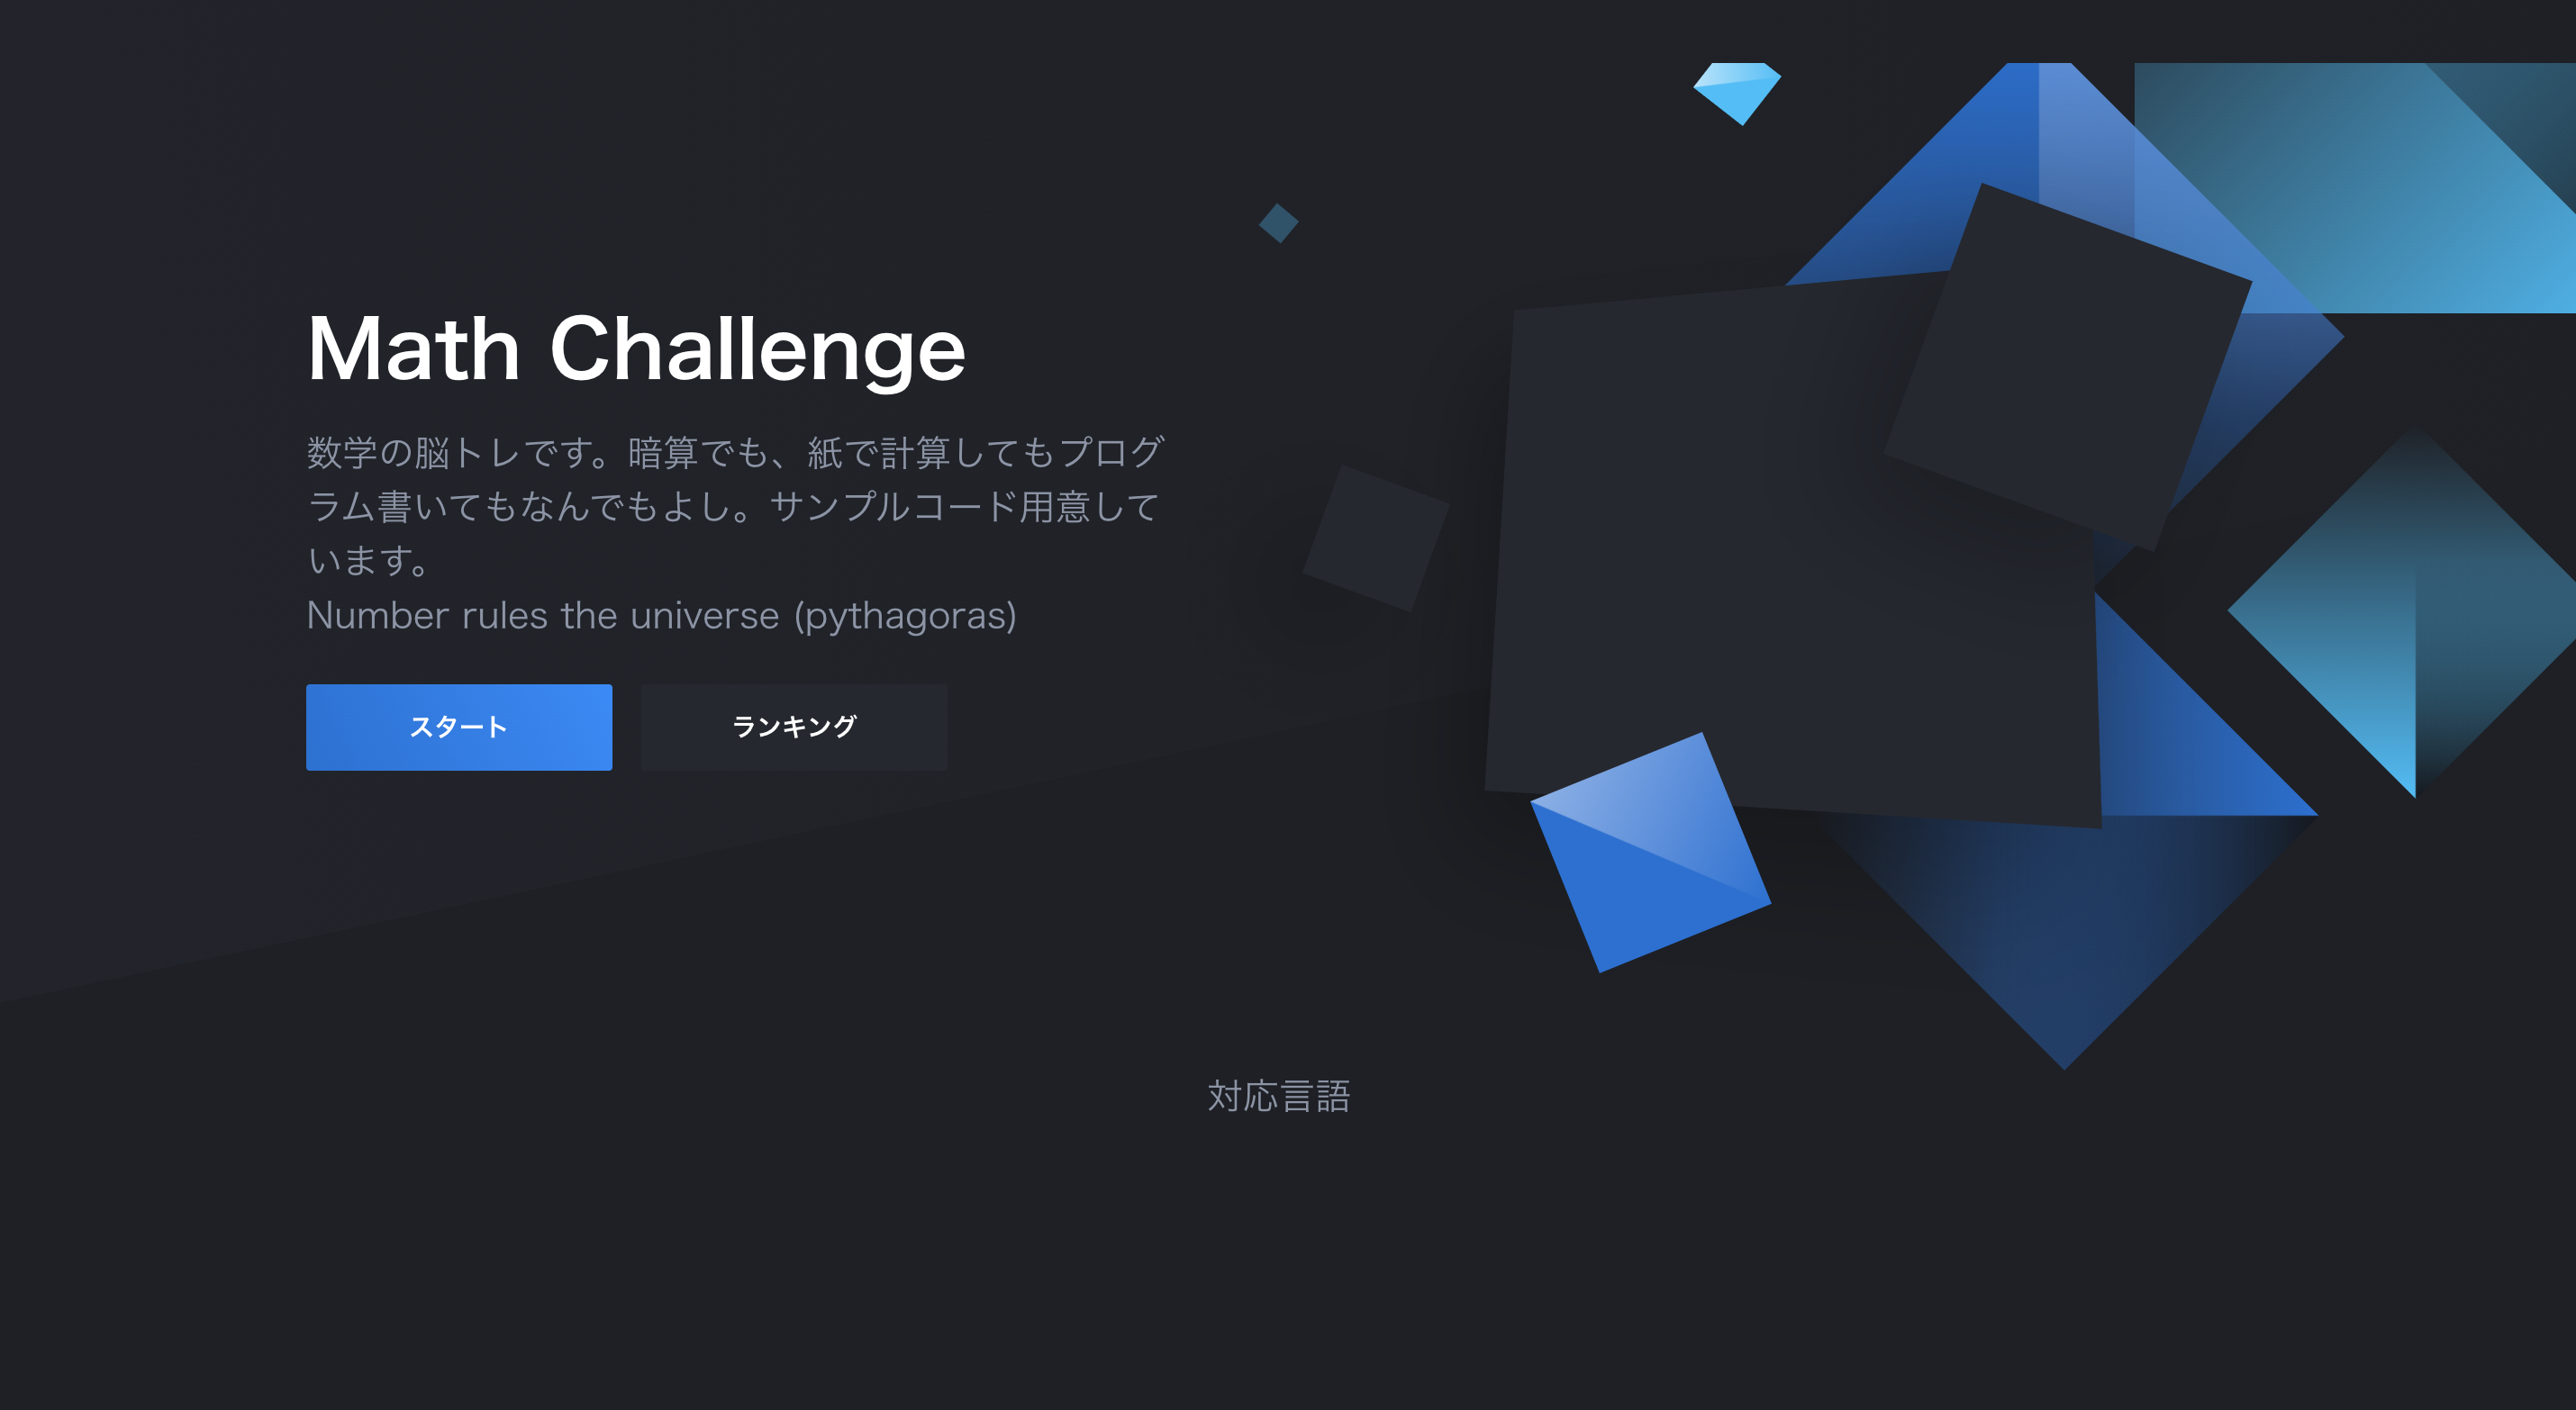 Math Challenge
数学の脳トレです。暗算でも、紙で計算してもプログ
ラム書いてもなんでもよし。サンプルコード用意して
います。
Number rules the universe (pythagoras)
スタート
ランキング
対応言語